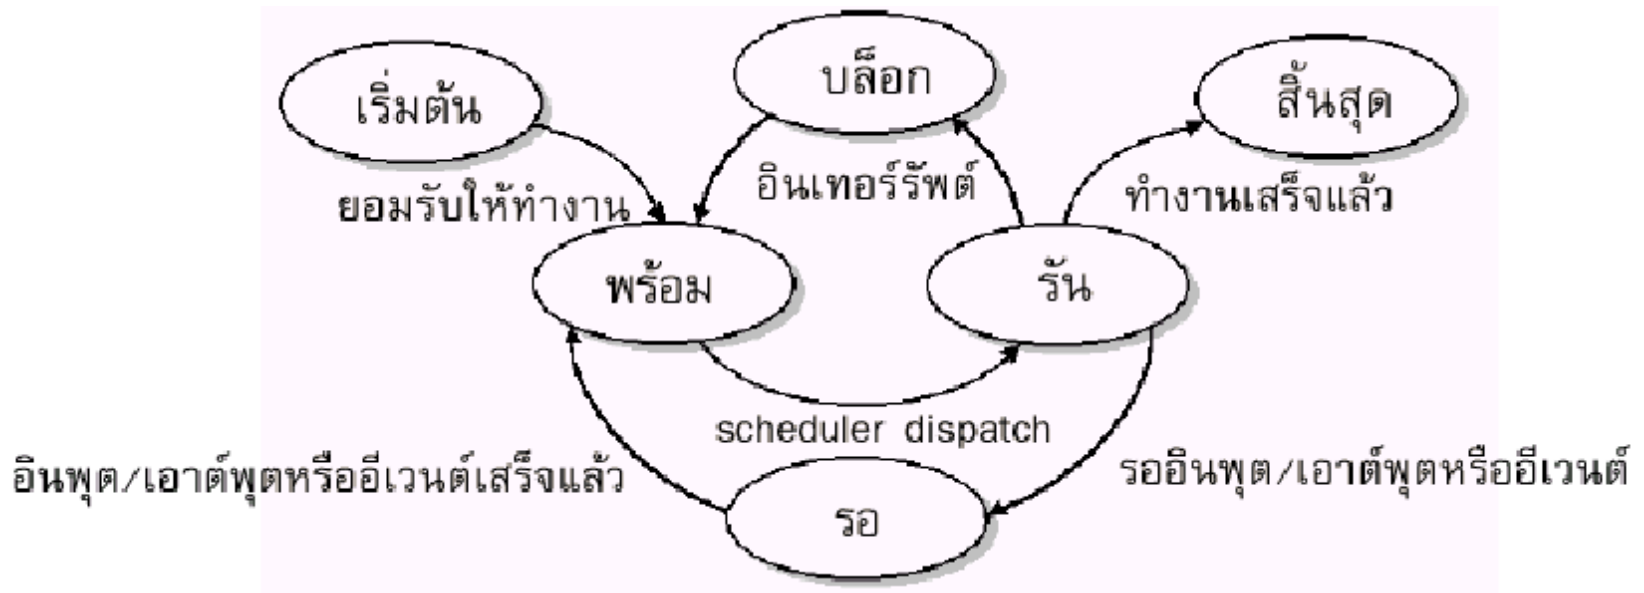 บล็อก
เริ่มต้น
สิ้นสุด
อินเทอร์รัพต์
ยอมรับให้ทำงาน
ทำงานเสร็จแล้ว
พร้อม
รัน
scheduler dispatch
อินพุต/เอาต์พุตหรืออีเวนต์เสร็จแล้ว
รออินพุต/เอาต์พุตหรืออีเวนต์
รอ